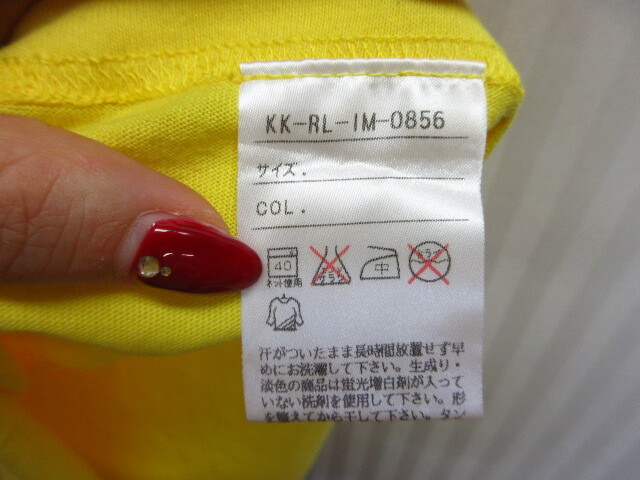 KK-RL-IM-0856
サイズ.
COL.
40 中
ネット使用
汗がついたまま長時間放置せず早
めにお洗濯して下さい。生成り・
淡色の商品は蛍光増白剤が入って
いない洗剤を使用して下さい。形
を整えてから干して下さい。タン